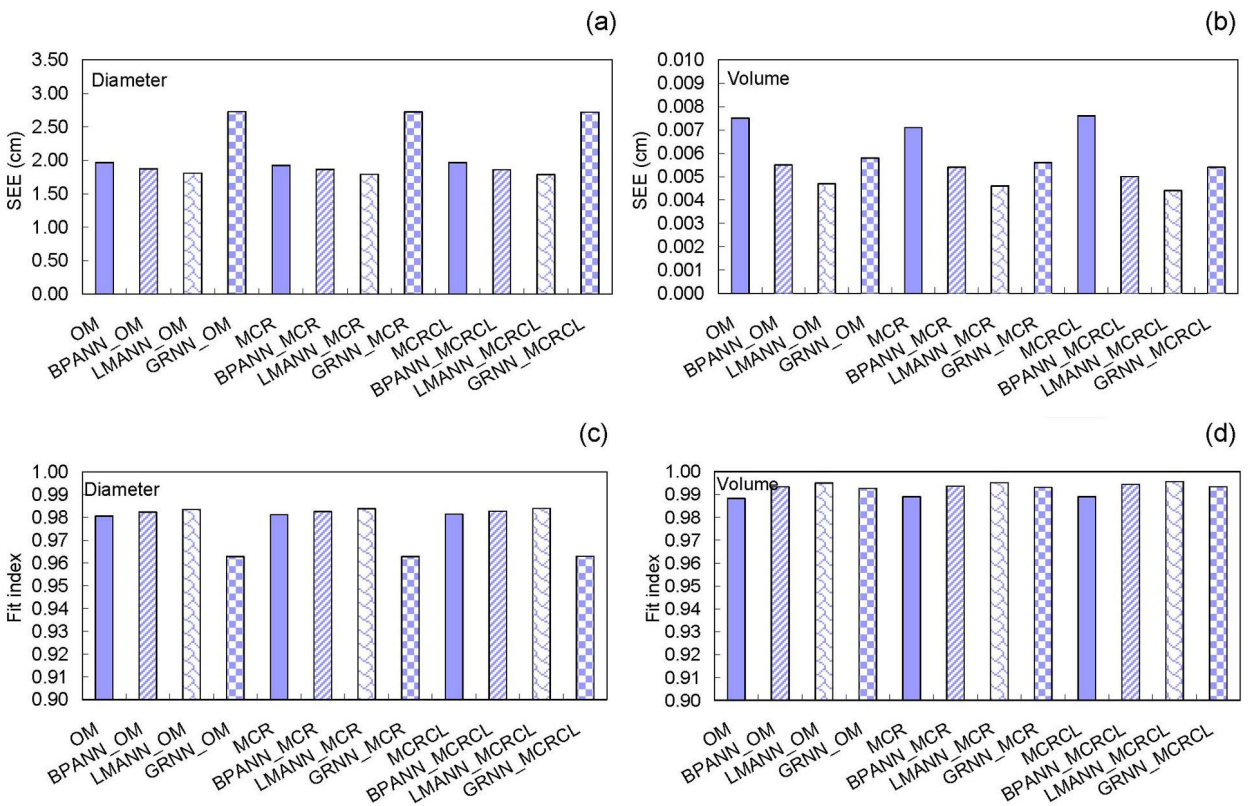 (a)
Diameter
SEE (cm)
3.50
3.00
2.50
2.00
1.50
1.00
0.50
0.00
OM
BPANN_OM
LMANN_OM
GRNN_OM
MCR
BPANN_MCR
LMANN_MCR
GRNN_MCR
MCRCL
BPANN_MCRCL
LMANN_MCRCL
GRNN_MCRCL
(b)
Volume
SEE (cm)
0.010
0.009
0.008
0.007
0.006
0.005
0.004
0.003
0.002
0.001
0.000
OM
BPANN_OM
LMANN_OM
GRNN_OM
MCR
BPANN_MCR
LMANN_MCR
GRNN_MCR
MCRCL
BPANN_MCRCL
LMANN_MCRCL
GRNN_MCRCL
(c)
Diameter
Fit index
1.00
0.99
0.98
0.97
0.96
0.95
0.94
0.93
0.92
0.91
0.90
OM
BPANN_OM
LMANN_OM
GRNN_OM
MCR
BPANN_MCR
LMANN_MCR
GRNN_MCR
MCRCL
BPANN_MCRCL
LMANN_MCRCL
GRNN_MCRCL
(d)
Volume
Fit index
1.00
0.99
0.98
0.97
0.96
0.95
0.94
0.93
0.92
0.91
0.90
OM
BPANN_OM
LMANN_OM
GRNN_OM
MCR
BPANN_MCR
LMANN_MCR
GRNN_MCR
MCRCL
BPANN_MCRCL
LMANN_MCRCL
GRNN_MCRCL